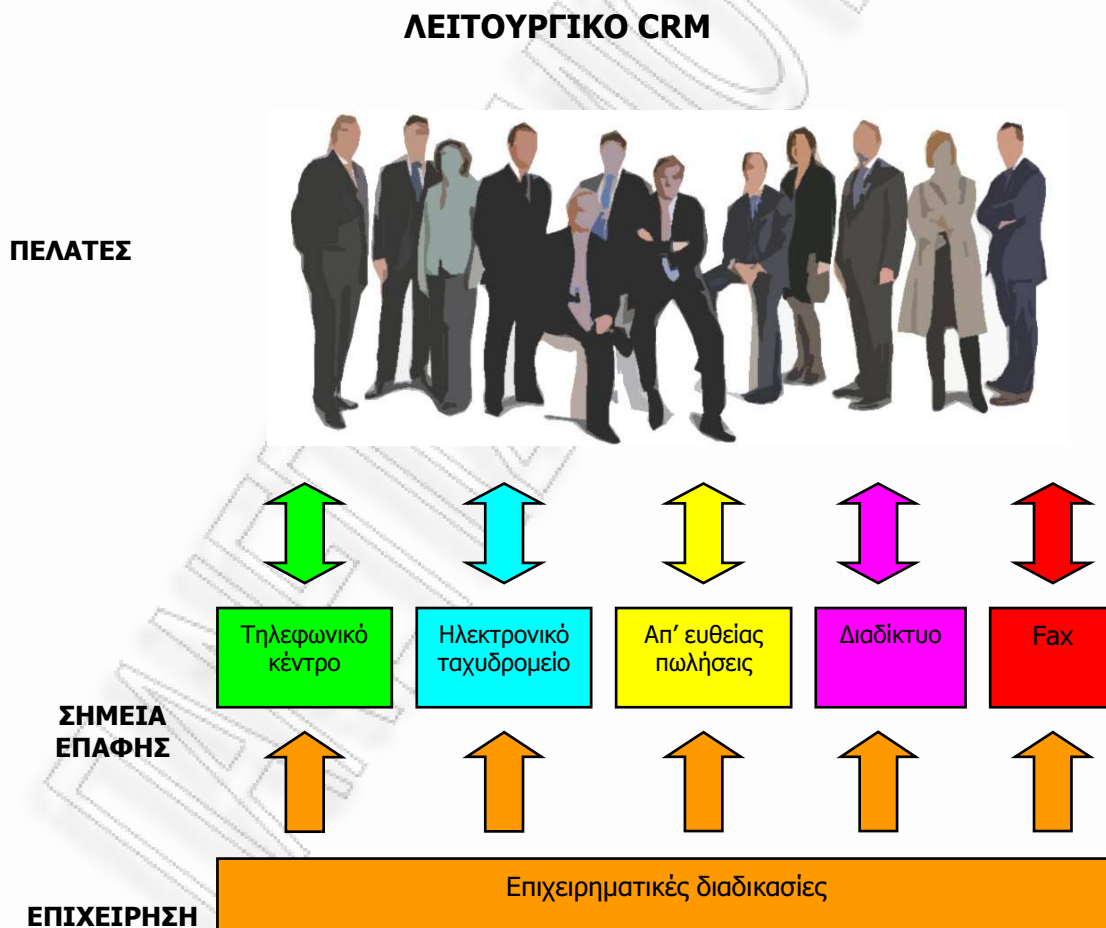 ΛΕΙΤΟΥΡΓΙΚΟ CRM
ΠΕΛΑΤΕΣ
Τηλεφωνικό
κέντρο
Ηλεκτρονικό
ταχυδρομείο
Απ’ ευθείας
πωλήσεις
Διαδίκτυο
Fax
ΣΗΜΕΙΑ
ΕΠΑΦΗΣ
Επιχειρηματικές διαδικασίες
ΕΠΙΧΕΙΡΗΣΗ